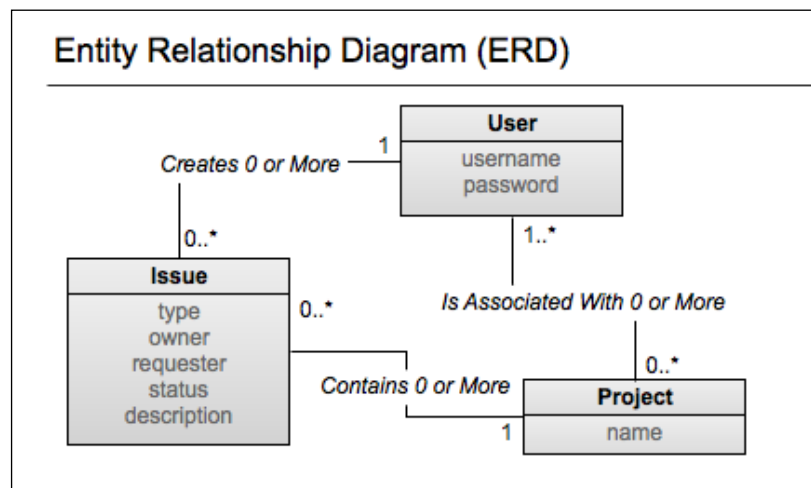 Entity Relationship Diagram (ERD)
User
username
password
1
Creates 0 or More
0..*
1..*
Issue
type
owner
requester
status
description
0..*
Is Associated With 0 or More
0..*
Contains 0 or More
1
Project
name